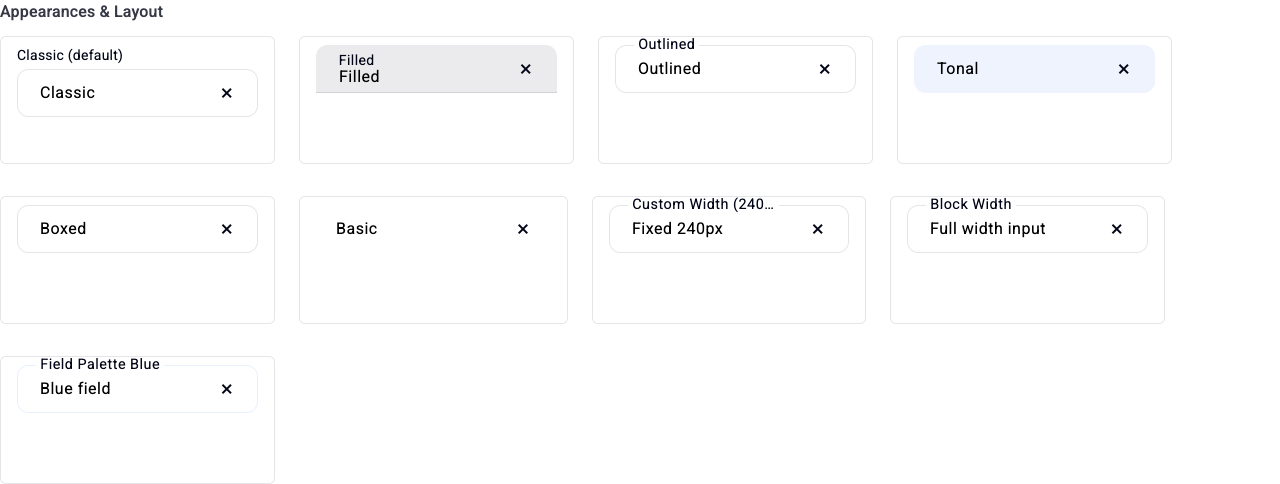 Appearances & Layout
Classic (default)
Classic
Filled
Filled
Outlined
Outlined
Tonal
Boxed
Basic
Custom Width (240…
Fixed 240px
Block Width
Full width input
Field Palette Blue
Blue field